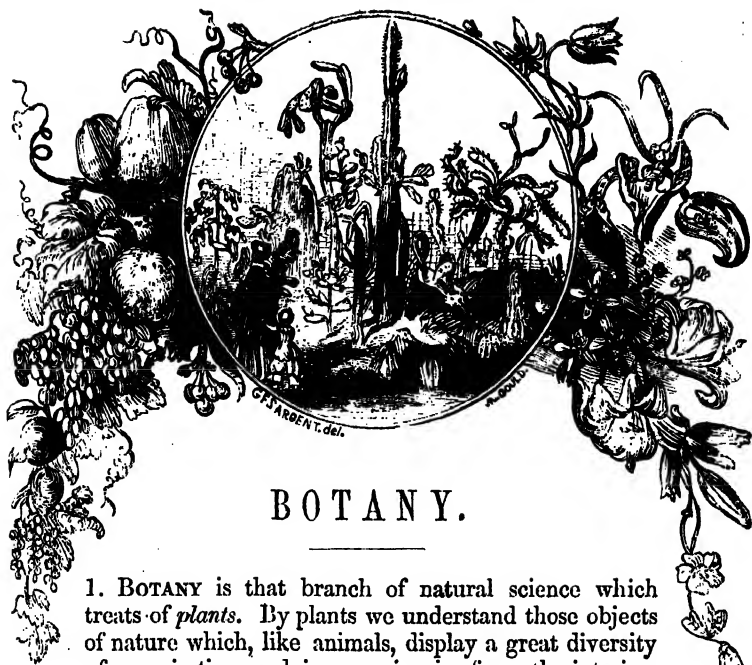 G.F.SARGENT.del.
BOTANY.
1. BOTANY is that branch of natural science which
treats of plants. By plants we understand those objects
of nature which, like animals, display a great diversity